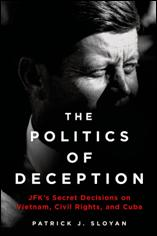 THE
POLITICS
OF
DECEPTION
JFK's Secret Decisions on
Vietnam, Civil Rights, and Cuba
PATRICK J. SLOYAN